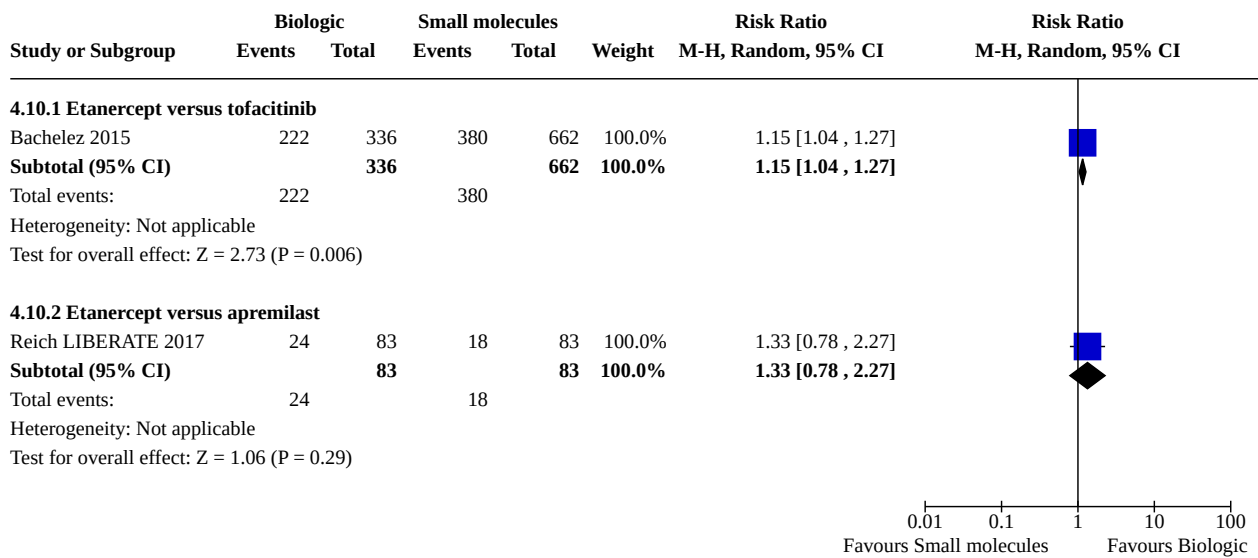 Biologic Small molecules Risk Ratio Risk Ratio
Study or Subgroup Events Total Events Total Weight M-H, Random, 95% CI M-H, Random, 95% CI
4.10.1 Etanercept versus tofacitinib
Bachelez 2015 222 336 380 662 100.0% 1.15 [1.04 , 1.27]
Subtotal (95% CI) 336 662 100.0% 1.15 [1.04 , 1.27]
Total events: 222 380
Heterogeneity: Not applicable
Test for overall effect: Z = 2.73 (P = 0.006)
4.10.2 Etanercept versus apremilast
Reich LIBERATE 2017 24 83 18 83 100.0% 1.33 [0.78 , 2.27]
Subtotal (95% CI) 83 83 100.0% 1.33 [0.78 , 2.27]
Total events: 24 18
Heterogeneity: Not applicable
Test for overall effect: Z = 1.06 (P = 0.29)
0.01 0.1 1 10 100
Favours Small molecules Favours Biologic